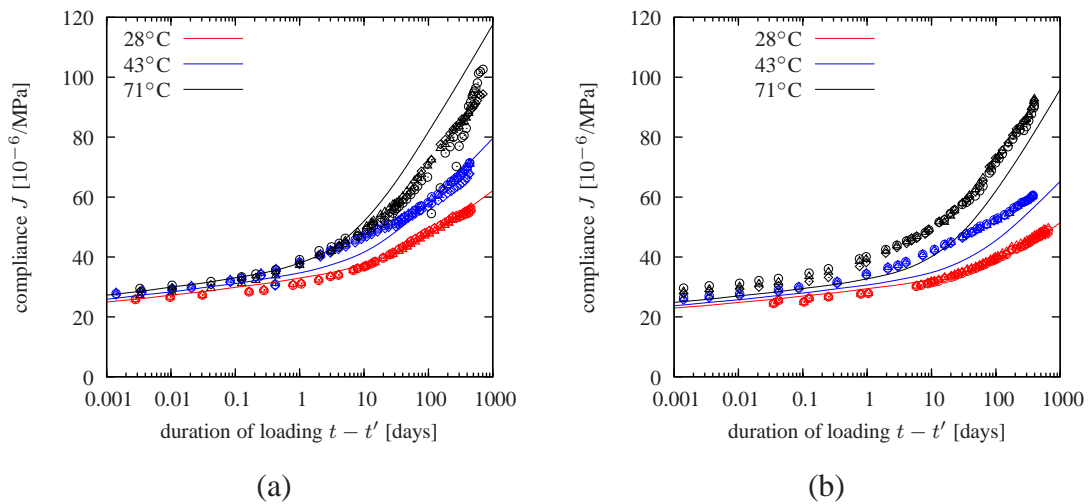 120
100
80
60
40
20
0
compliance J [10⁻⁶/MPa]
28°C
43°C
71°C
0.001 0.01 0.1 1 10 100 1000
duration of loading t − t′ [days]
(a)
120
100
80
60
40
20
0
compliance J [10⁻⁶/MPa]
28°C
43°C
71°C
0.001 0.01 0.1 1 10 100 1000
duration of loading t − t′ [days]
(b)